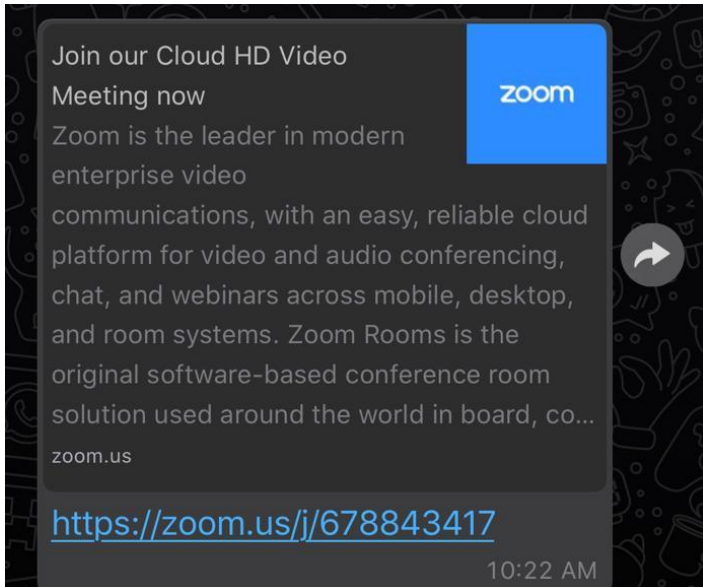 Join our Cloud HD Video
Meeting now
zoom
Zoom is the leader in modern
enterprise video
communications, with an easy, reliable cloud
platform for video and audio conferencing,
chat, and webinars across mobile, desktop,
and room systems. Zoom Rooms is the
original software-based conference room
solution used around the world in board, co...
zoom.us
https://zoom.us/j/678843417
10:22 AM